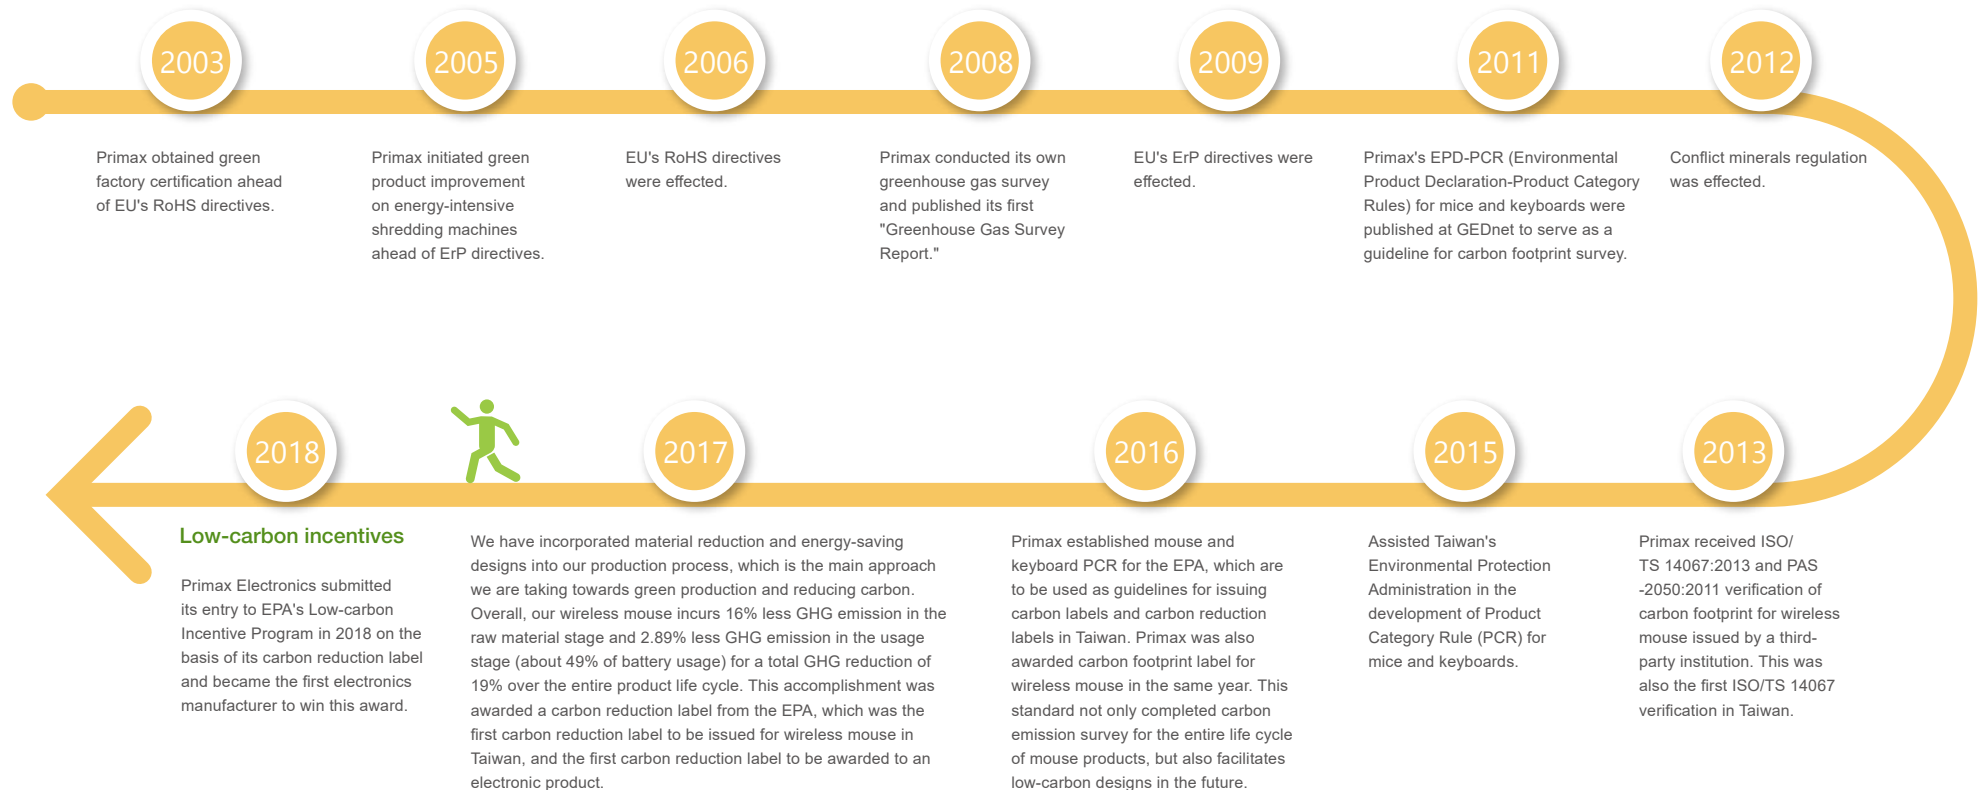 2003
Primax obtained green
factory certification ahead
of EU's RoHS directives.
2005
Primax initiated green
product improvement
on energy-intensive
shredding machines
ahead of ErP directives.
2006
EU's RoHS directives
were effected.
2008
Primax conducted its own
greenhouse gas survey
and published its first
"Greenhouse Gas Survey
Report."
2009
EU's ErP directives were
effected.
2011
Primax's EPD-PCR (Environmental
Product Declaration-Product Category
Rules) for mice and keyboards were
published at GEDnet to serve as a
guideline for carbon footprint survey.
2012
Conflict minerals regulation
was effected.
2013
Primax received ISO/
TS 14067:2013 and PAS
-2050:2011 verification of
carbon footprint for wireless
mouse issued by a third-
party institution. This was
also the first ISO/TS 14067
verification in Taiwan.
2015
Assisted Taiwan's
Environmental Protection
Administration in the
development of Product
Category Rule (PCR) for
mice and keyboards.
2016
Primax established mouse and
keyboard PCR for the EPA, which are
to be used as guidelines for issuing
carbon labels and carbon reduction
labels in Taiwan. Primax was also
awarded carbon footprint label for
wireless mouse in the same year. This
standard not only completed carbon
emission survey for the entire life cycle
of mouse products, but also facilitates
low-carbon designs in the future.
2017
We have incorporated material reduction and energy-saving
designs into our production process, which is the main approach
we are taking towards green production and reducing carbon.
Overall, our wireless mouse incurs 16% less GHG emission in the
raw material stage and 2.89% less GHG emission in the usage
stage (about 49% of battery usage) for a total GHG reduction of
19% over the entire product life cycle. This accomplishment was
awarded a carbon reduction label from the EPA, which was the
first carbon reduction label to be issued for wireless mouse in
Taiwan, and the first carbon reduction label to be awarded to an
electronic product.
2018
Low-carbon incentives
Primax Electronics submitted
its entry to EPA's Low-carbon
Incentive Program in 2018 on the
basis of its carbon reduction label
and became the first electronics
manufacturer to win this award.